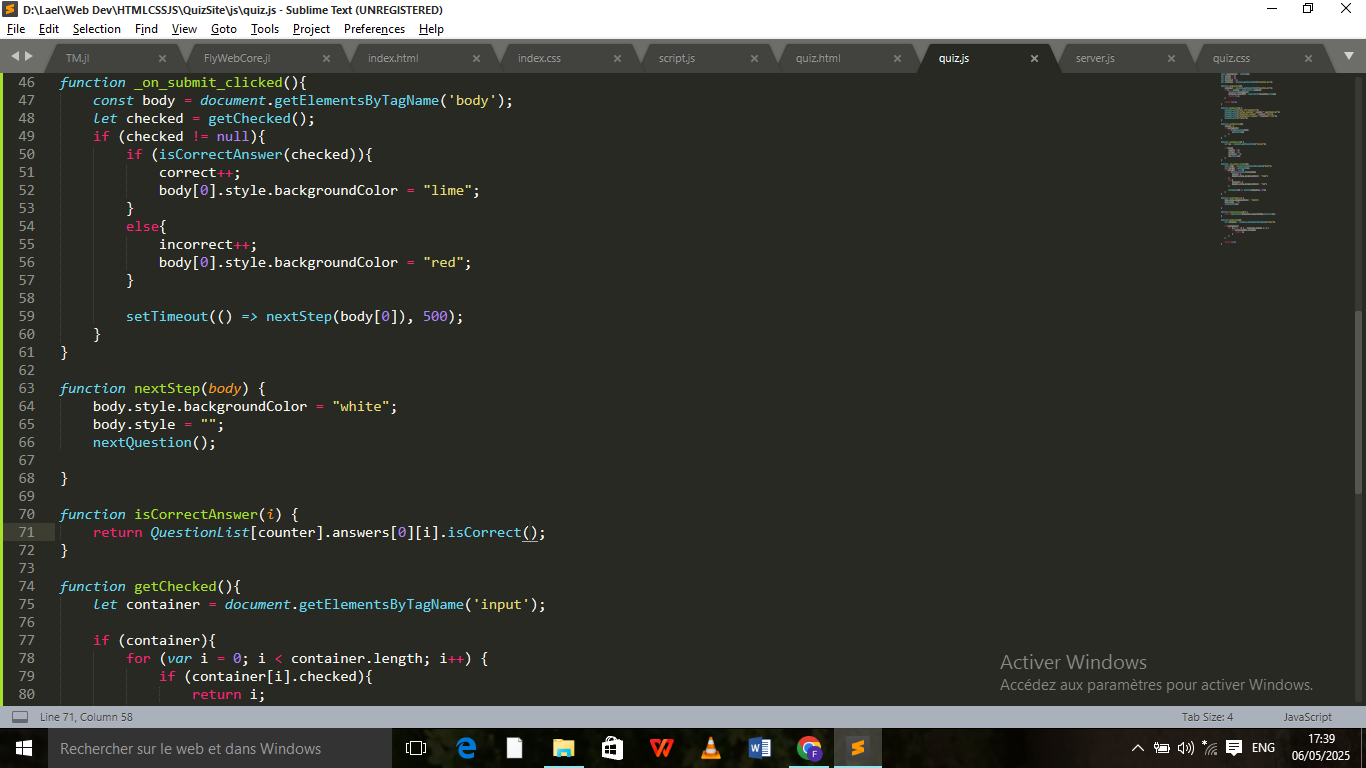 D:\Lael\Web Dev\HTMLCSSJS\QuizSite\js\quiz.js - Sublime Text (UNREGISTERED)
File Edit Selection Find View Goto Tools Project Preferences Help
TM.jl FlyWebCore.jl index.html index.css script.js quiz.html quiz.js server.js quiz.css
46 function _on_submit_clicked(){
47 const body = document.getElementsByTagName('body');
48 let checked = getChecked();
49 if (checked != null){
50 if (isCorrectAnswer(checked)){
51 correct++;
52 body[0].style.backgroundColor = "lime";
53 }
54 else{
55 incorrect++;
56 body[0].style.backgroundColor = "red";
57 }
58
59 setTimeout(() => nextStep(body[0]), 500);
60 }
61 }
62
63 function nextStep(body) {
64 body.style.backgroundColor = "white";
65 body.style = "";
66 nextQuestion();
67
68 }
69
70 function isCorrectAnswer(i) {
71 return QuestionList[counter].answers[0][i].isCorrect();
72 }
73
74 function getChecked(){
75 let container = document.getElementsByTagName('input');
76
77 if (container){
78 for (var i = 0; i < container.length; i++) {
79 if (container[i].checked){
80 return i;
Activer Windows
Accédez aux paramètres pour activer Windows.
Line 71, Column 58 Tab Size: 4 JavaScript
Rechercher sur le web et dans Windows
F
ENG
17:39
06/05/2025